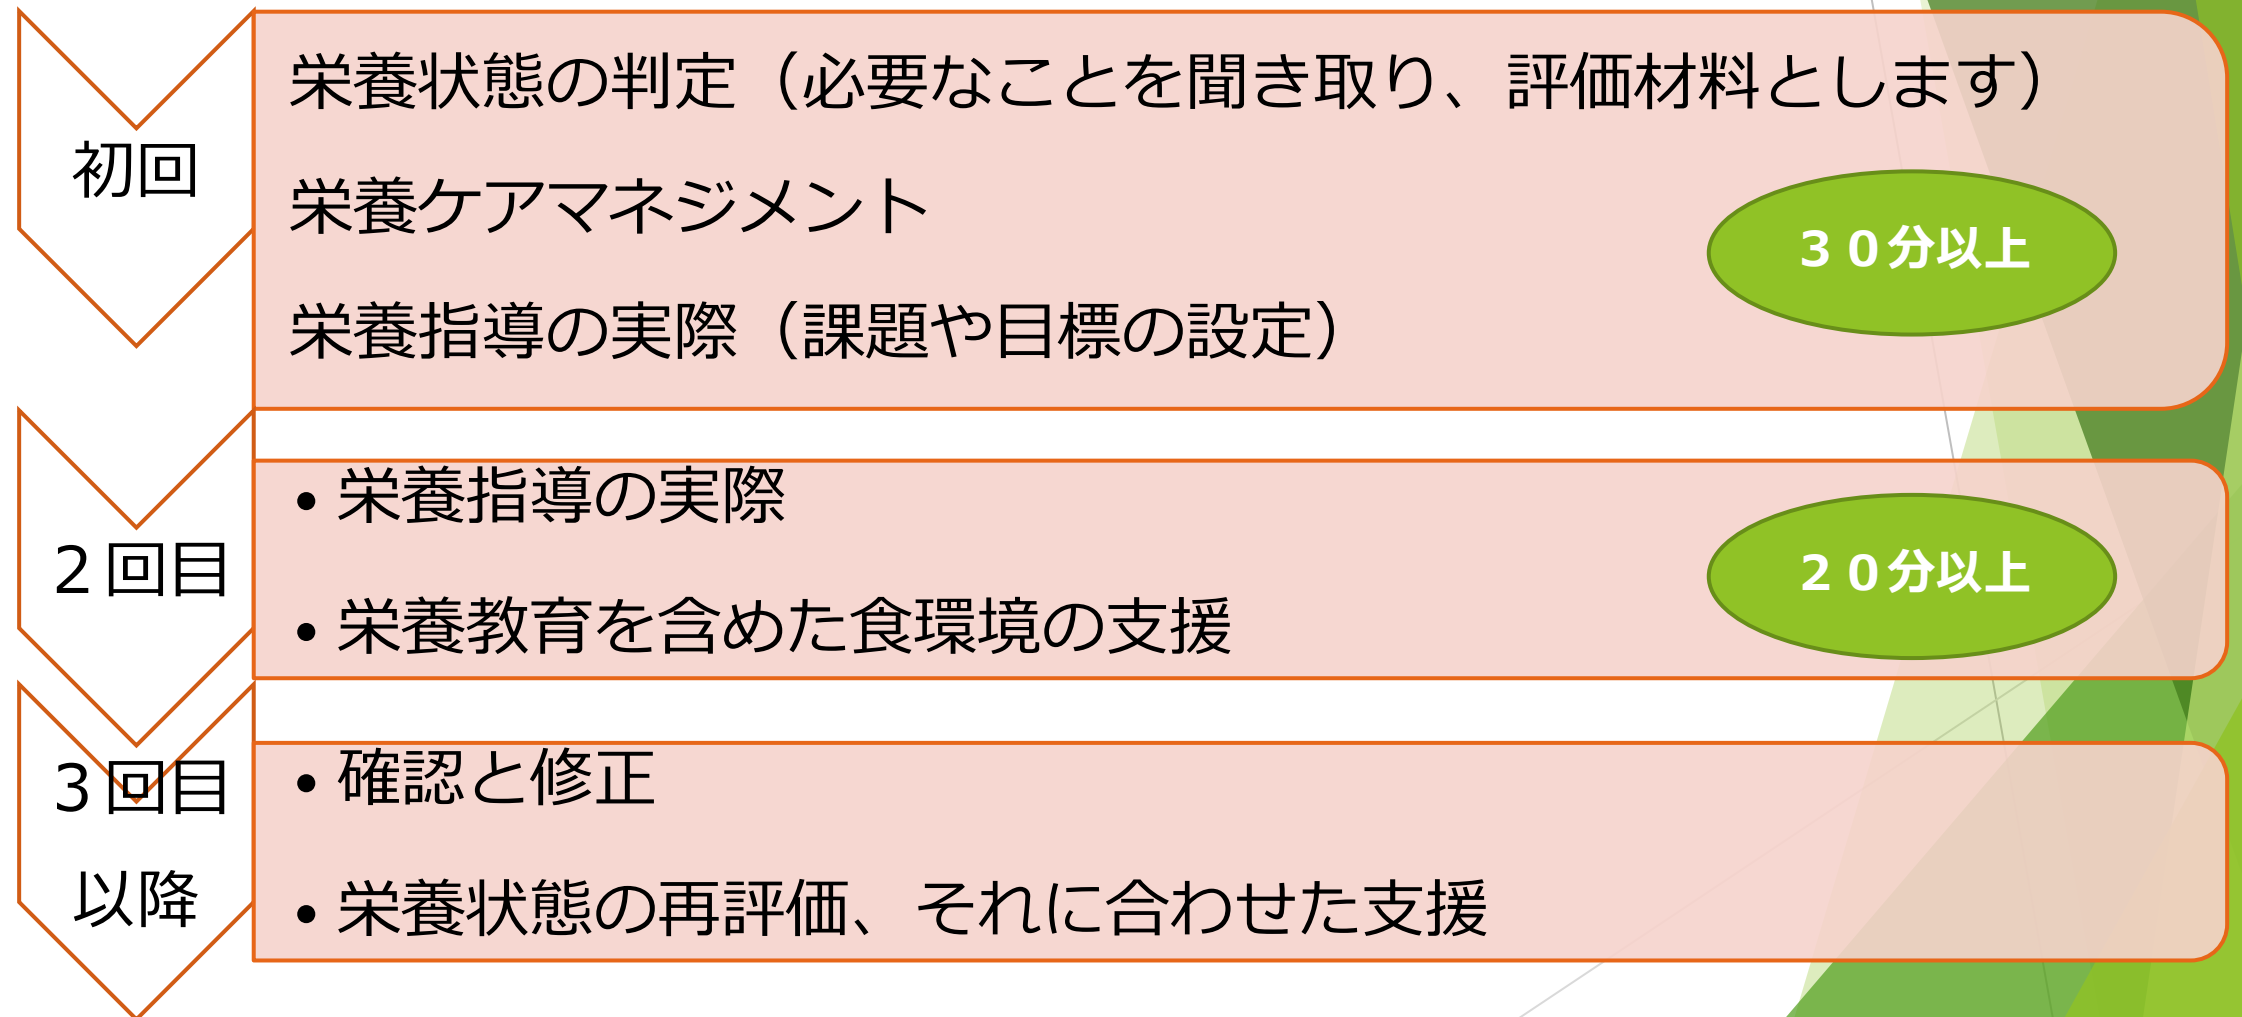 初回
栄養状態の判定（必要なことを聞き取り、評価材料とします）
栄養ケアマネジメント
栄養指導の実際（課題や目標の設定）
３０分以上
２回目
• 栄養指導の実際
• 栄養教育を含めた食環境の支援
２０分以上
３回目
以降
• 確認と修正
• 栄養状態の再評価、それに合わせた支援